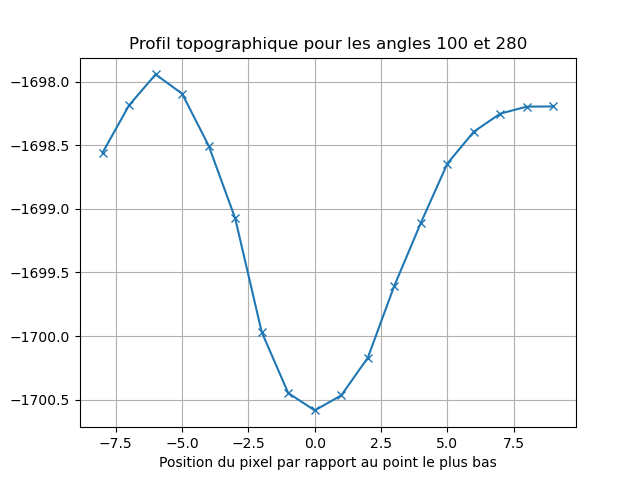 Profil topographique pour les angles 100 et 280
−1698.0
−1698.5
−1699.0
−1699.5
−1700.0
−1700.5
−7.5 −5.0 −2.5 0.0 2.5 5.0 7.5
Position du pixel par rapport au point le plus bas